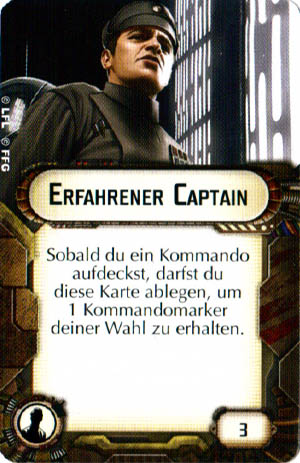 © LFL © FFG
ERFAHRENER CAPTAIN
Sobald du ein Kommando
aufdeckst, darfst du
diese Karte ablegen, um
1 Kommandomarker
deiner Wahl zu erhalten.
3